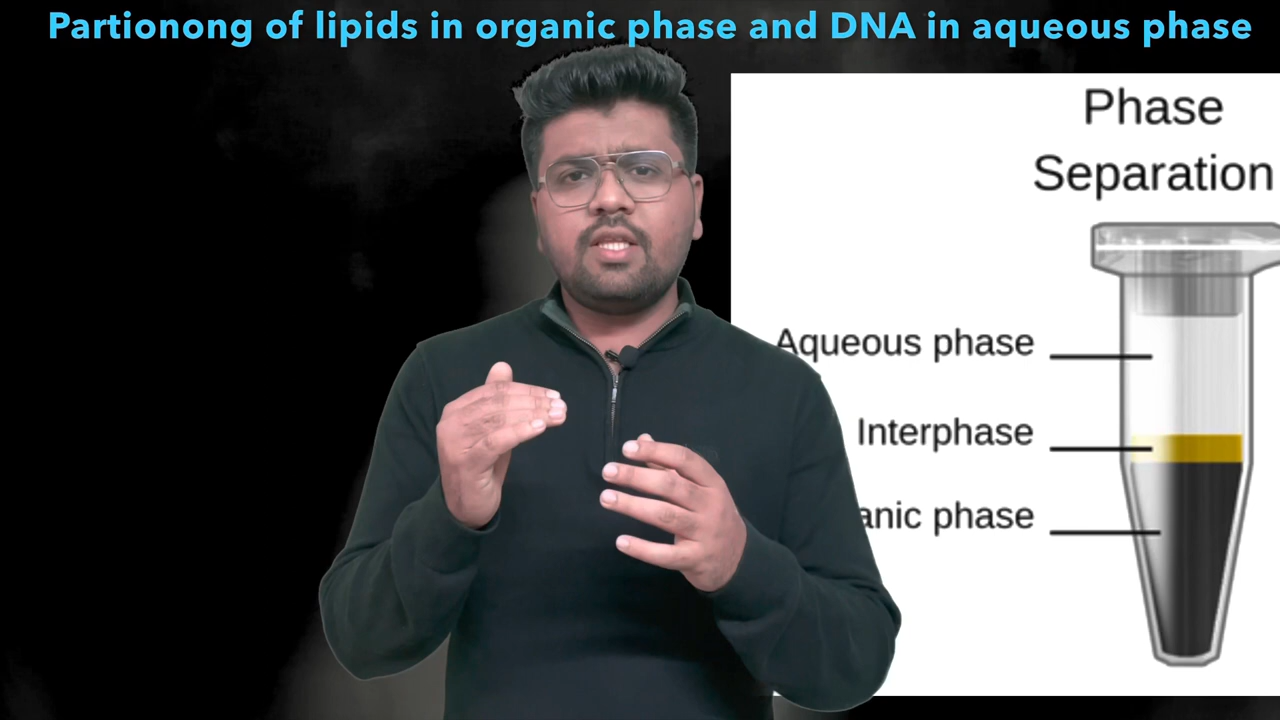 Partionong of lipids in organic phase and DNA in aqueous phase
Phase
Separation
Aqueous phase
Interphase
anic phase